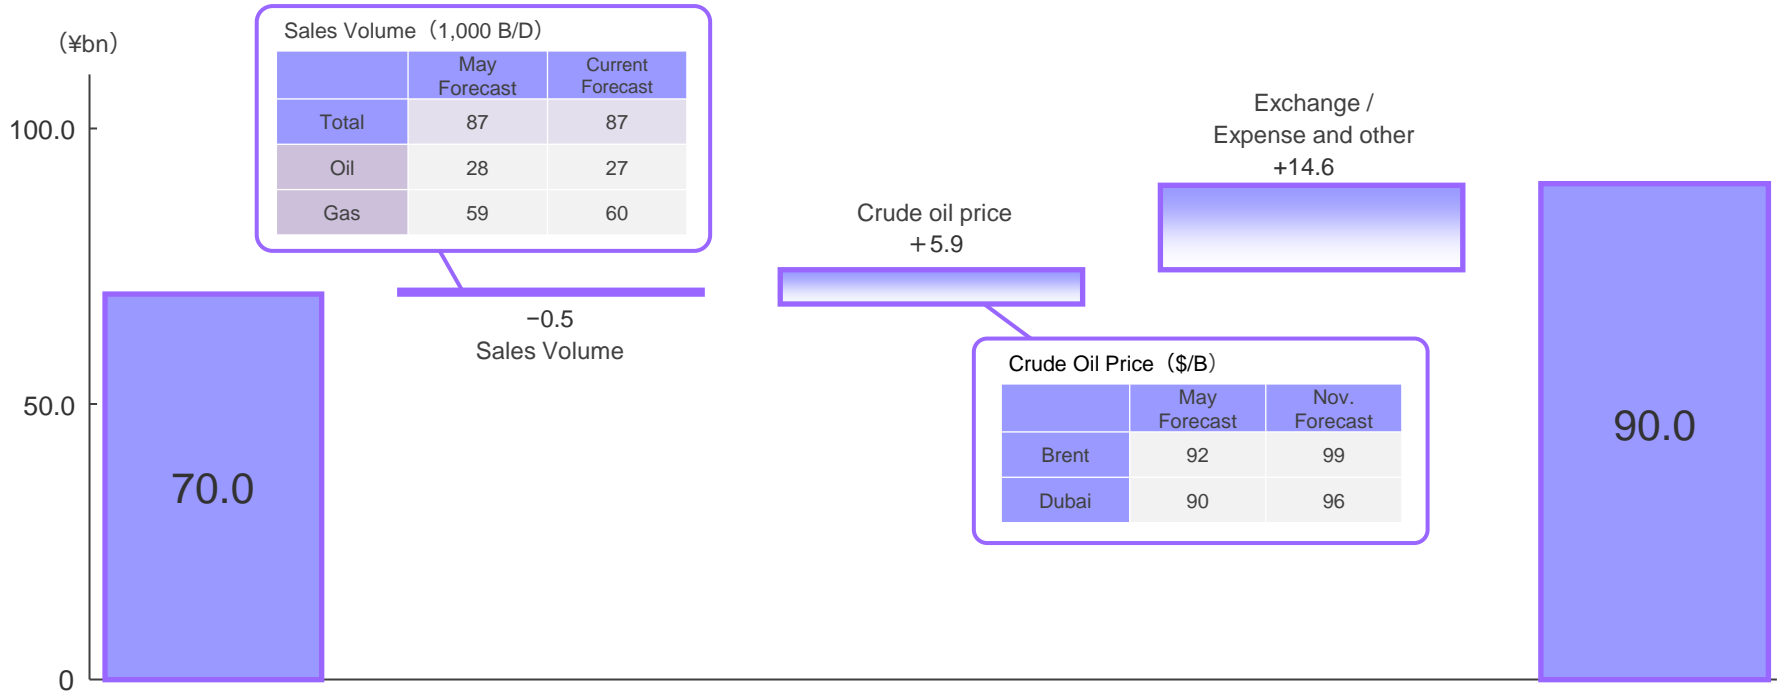 （¥bn）
100.0
50.0
0
70.0
Sales Volume（1,000 B/D）
May
Forecast
Current
Forecast
Total 87 87
Oil 28 27
Gas 59 60
−0.5
Sales Volume
Crude oil price
＋5.9
Exchange /
Expense and other
+14.6
Crude Oil Price（$/B）
May
Forecast
Nov.
Forecast
Brent 92 99
Dubai 90 96
90.0